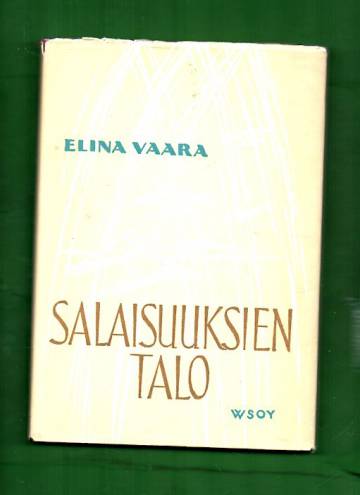 ELINA VAARA
SALAISUUKSIEN
TALO
WSOY